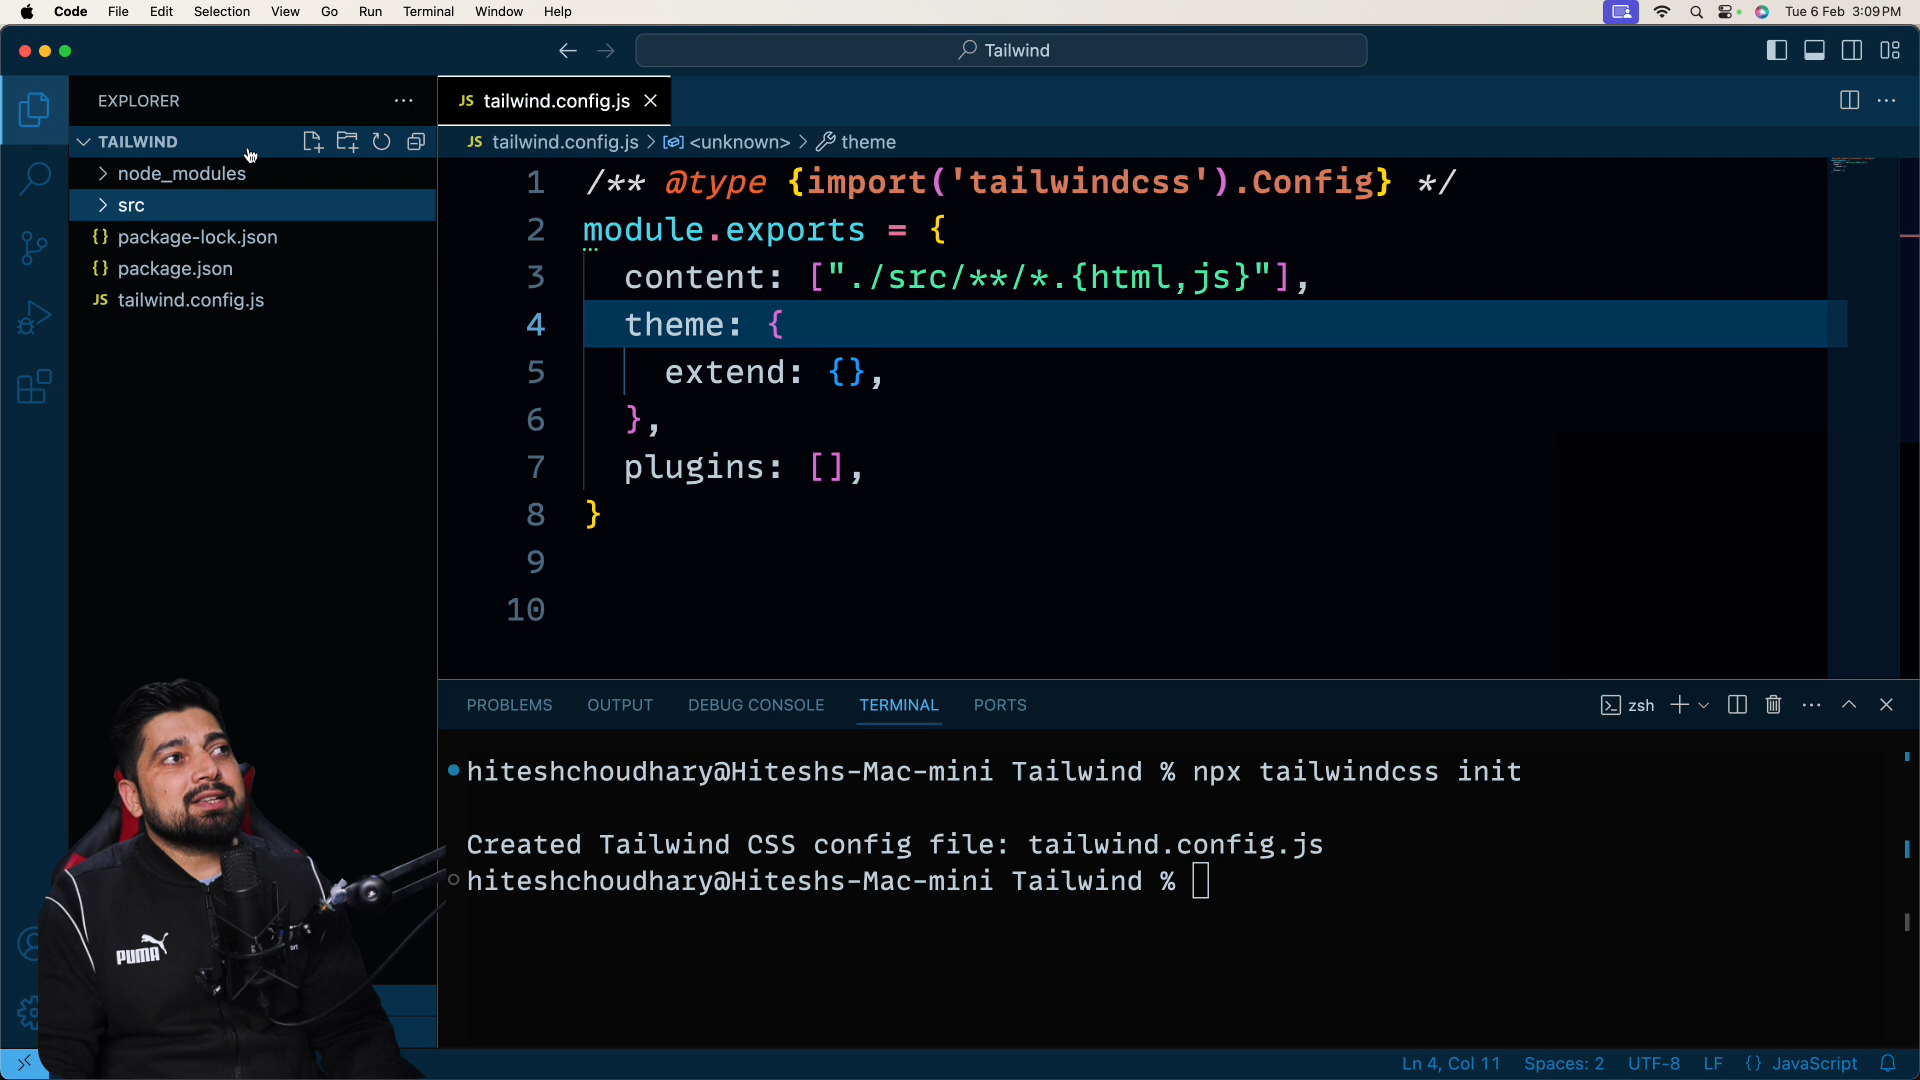 Code File Edit Selection View Go Run Terminal Window Help
Tue 6 Feb 3:09 PM
Tailwind
EXPLORER
TAILWIND
node_modules
src
package-lock.json
package.json
JS tailwind.config.js
JS tailwind.config.js
JS tailwind.config.js > <unknown> > theme
1 /** @type {import('tailwindcss').Config} */
2 module.exports = {
3 content: ["./src/**/*.{html,js}"],
4 theme: {
5 extend: {},
6 },
7 plugins: [],
8 }
9
10
PROBLEMS OUTPUT DEBUG CONSOLE TERMINAL PORTS
zsh
hiteshchoudhary@Hiteshs-Mac-mini Tailwind % npx tailwindcss init
Created Tailwind CSS config file: tailwind.config.js
hiteshchoudhary@Hiteshs-Mac-mini Tailwind %
PUMA
Ln 4, Col 11 Spaces: 2 UTF-8 LF {} JavaScript